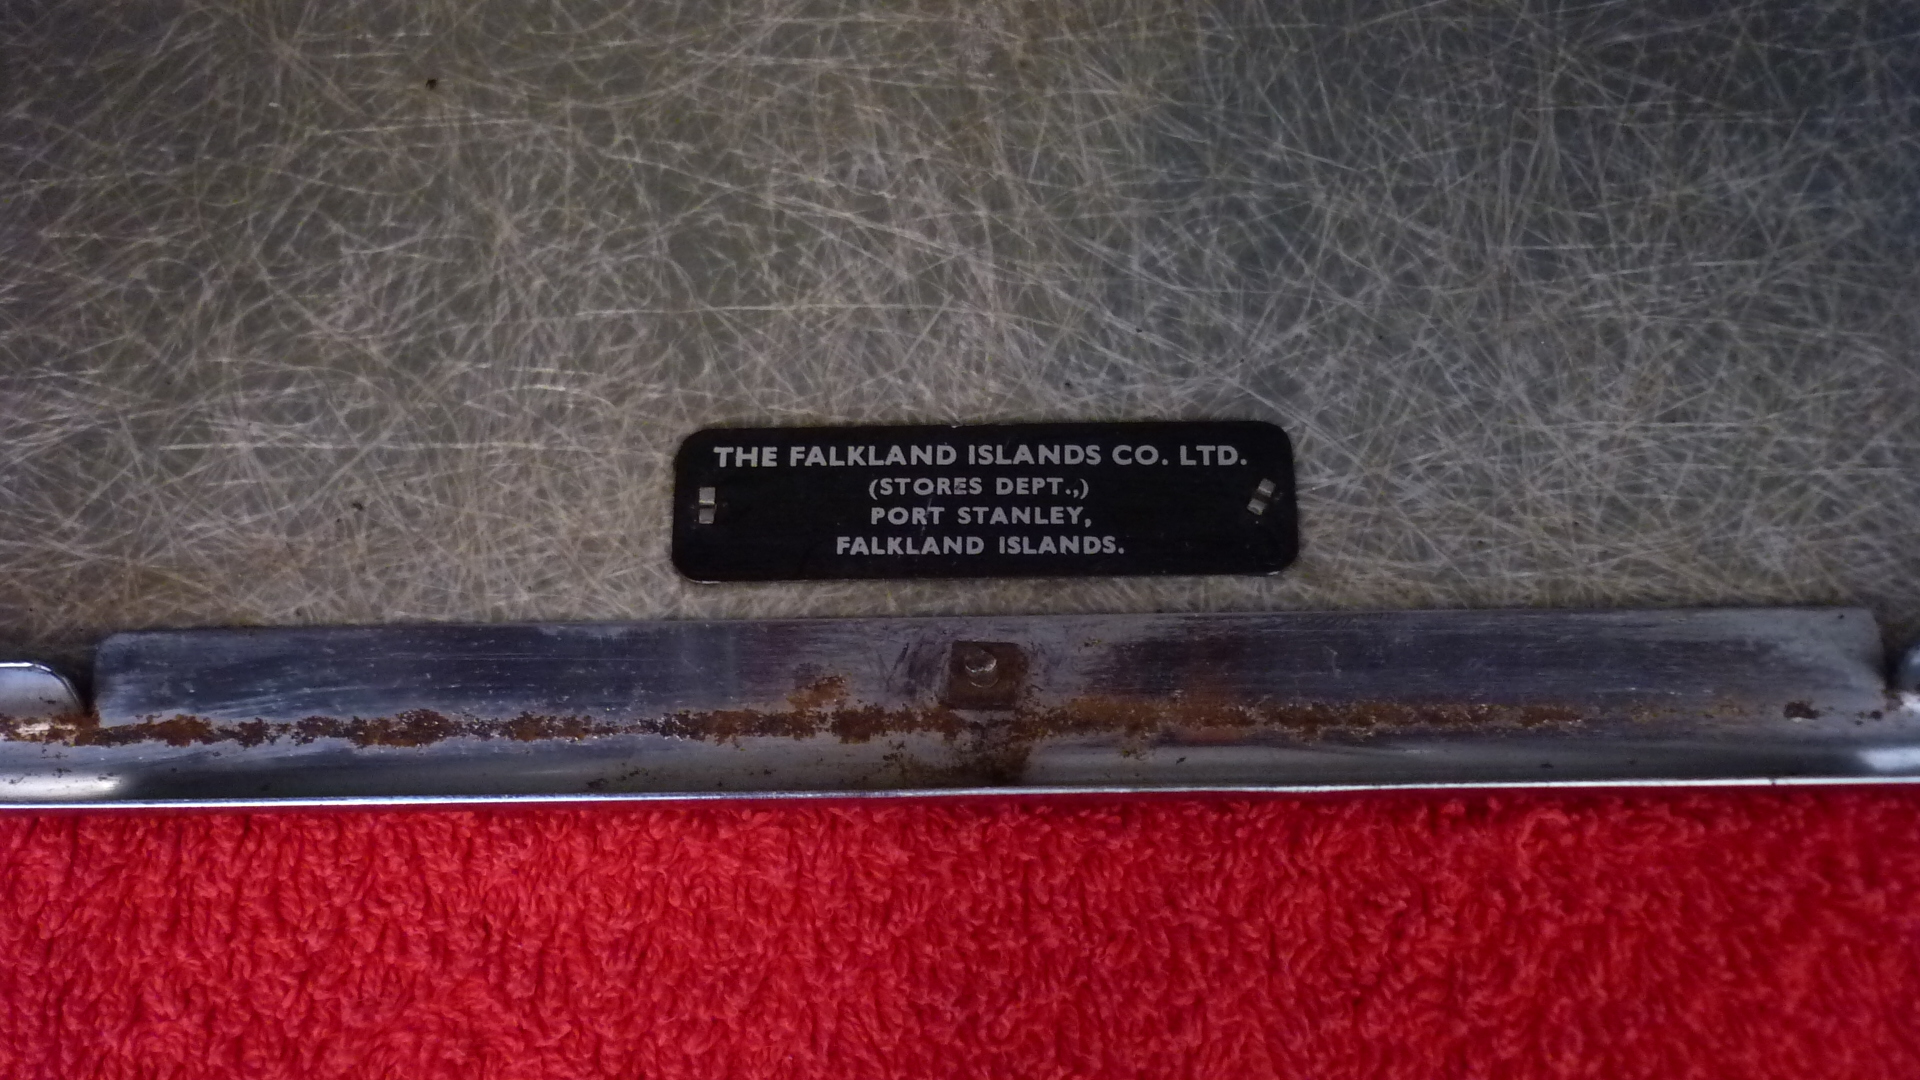 THE FALKLAND ISLANDS CO. LTD.
(STORES DEPT.,)
PORT STANLEY,
FALKLAND ISLANDS.